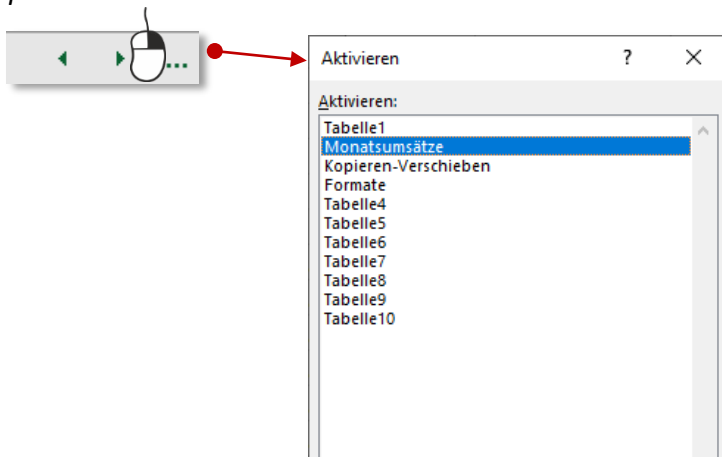 ...
Aktivieren ? ×
Aktivieren:
Tabelle1
Monatsumsätze
Kopieren-Verschieben
Formate
Tabelle4
Tabelle5
Tabelle6
Tabelle7
Tabelle8
Tabelle9
Tabelle10